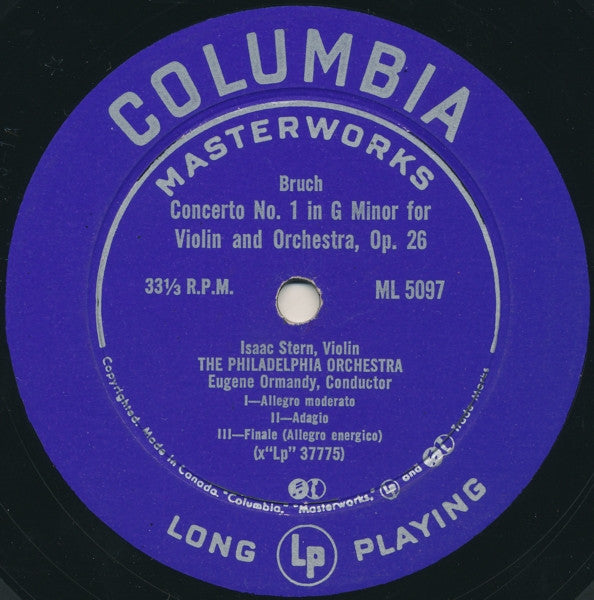 COLUMBIA
MASTERWORKS
Bruch
Concerto No. 1 in G Minor for
Violin and Orchestra, Op. 26
33⅓ R.P.M.
ML 5097
Isaac Stern, Violin
THE PHILADELPHIA ORCHESTRA
Eugene Ormandy, Conductor
I—Allegro moderato
II—Adagio
III—Finale (Allegro energico)
(x"Lp" 37775)
Copyrighted. Made in Canada. "Columbia," "Masterworks," Lp and Trade Marks
LONG Lp PLAYING